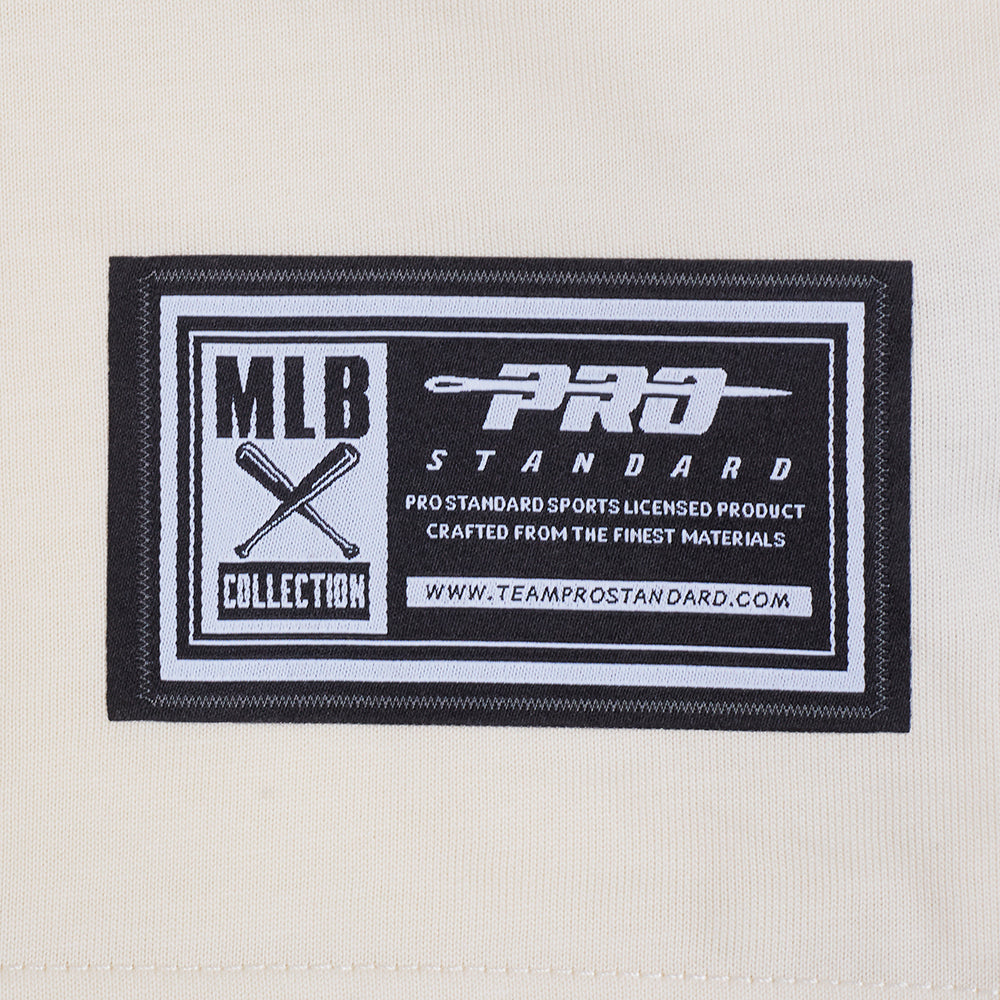 MLB
COLLECTION
PRO
STANDARD
PRO STANDARD SPORTS LICENSED PRODUCT
CRAFTED FROM THE FINEST MATERIALS
WWW.TEAMPROSTANDARD.COM